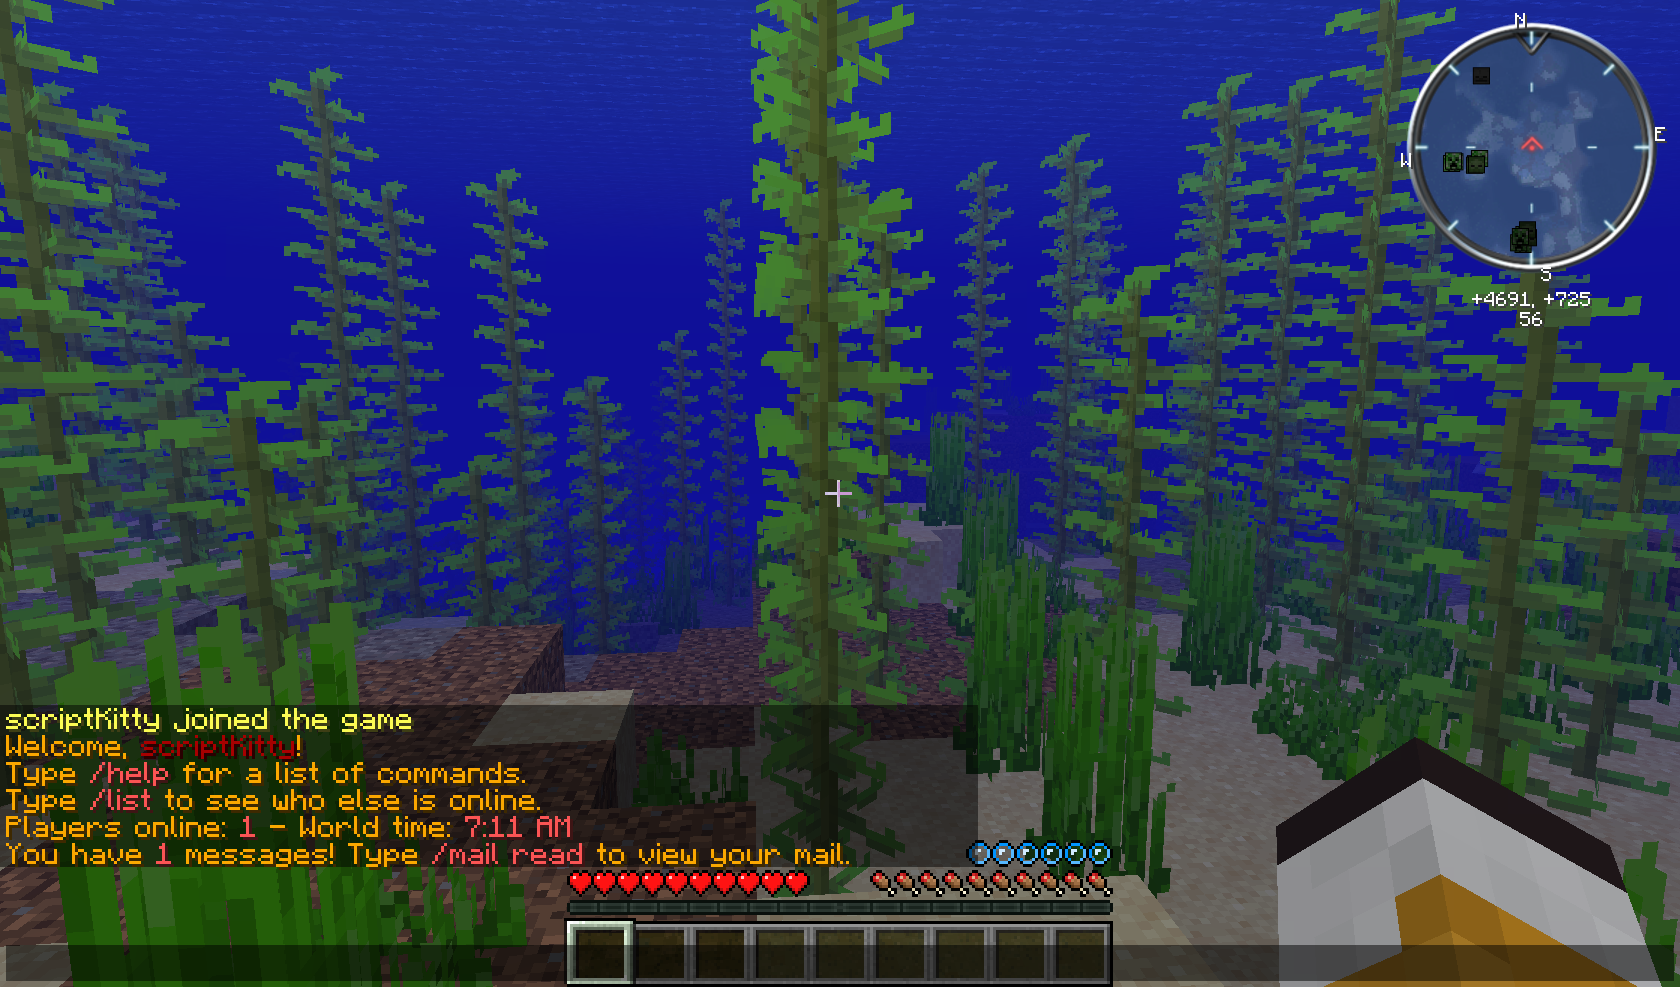 N
E
W
S
+4691, +725
56
scriptKitty joined the game
Welcome, scriptKitty!
Type /help for a list of commands.
Type /list to see who else is online.
Players online: 1 - World time: 7:11 AM
You have 1 messages! Type /mail read to view your mail.